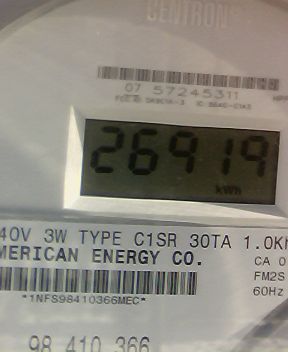 CENTRON
07 57245311
26919
kWh
40V 3W TYPE C1SR 30TA 1.0Kh
MERICAN ENERGY CO.
CA 0
FM2S
60Hz
*1NFS98410366MEC*
98 410 366